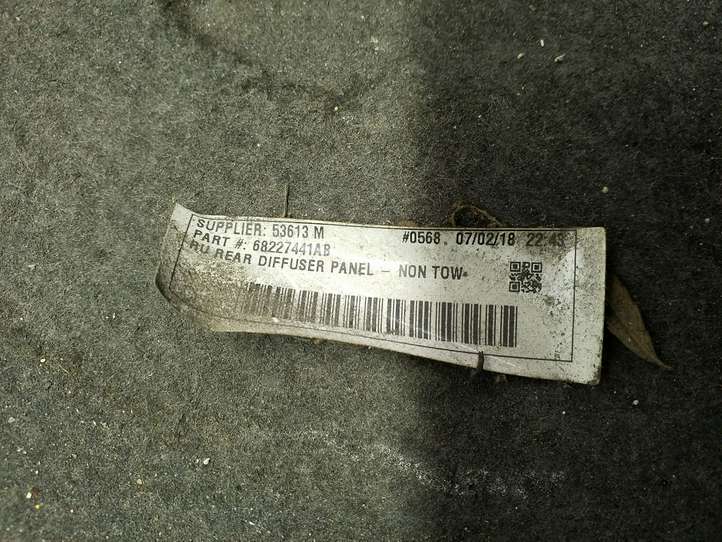 SUPPLIER: 53613 M #0568 07/02/18 22:43
PART #: 68227441AB
RU REAR DIFFUSER PANEL - NON TOW